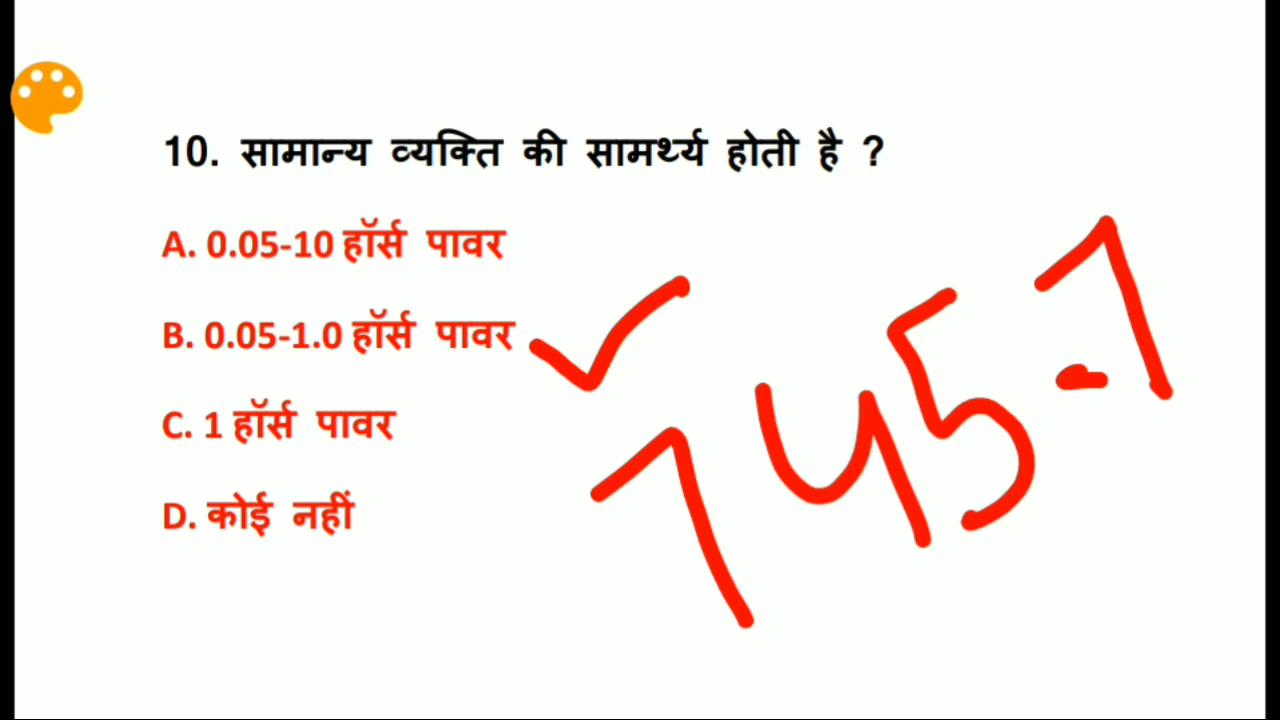 10. सामान्य व्यक्ति की सामर्थ्य होती है ?
A. 0.05-10 हॉर्स पावर
B. 0.05-1.0 हॉर्स पावर
C. 1 हॉर्स पावर
D. कोई नहीं
745.7